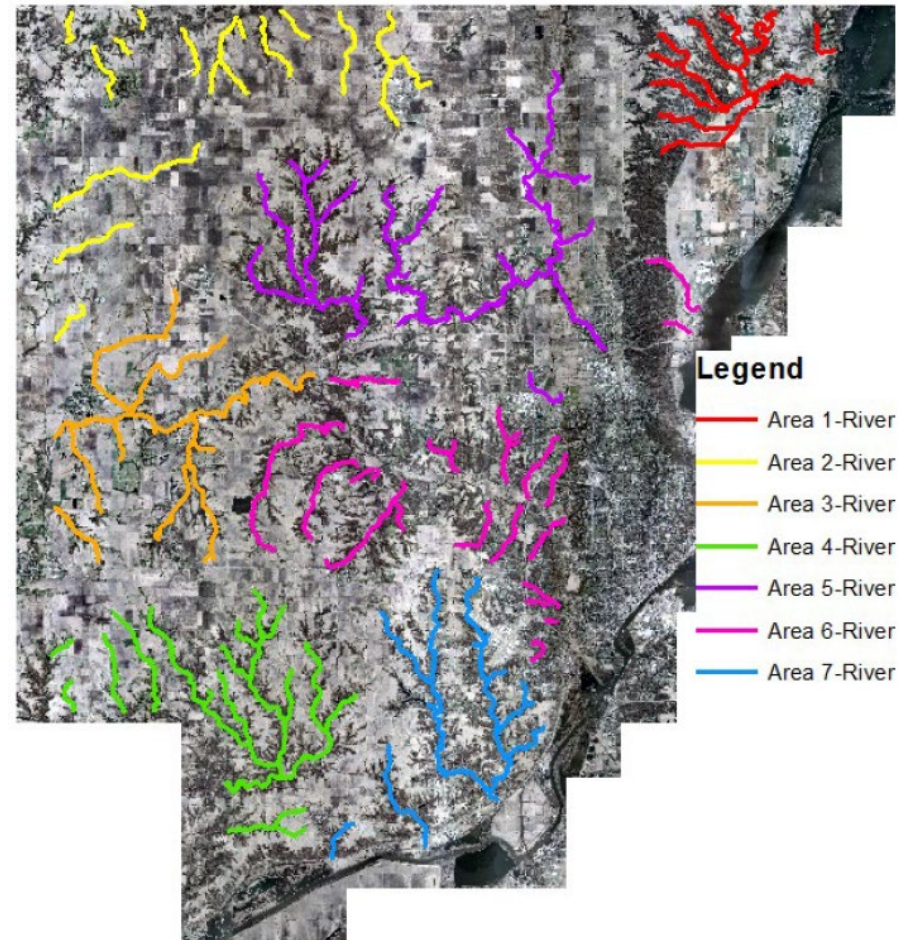 Legend
Area 1-River
Area 2-River
Area 3-River
Area 4-River
Area 5-River
Area 6-River
Area 7-River